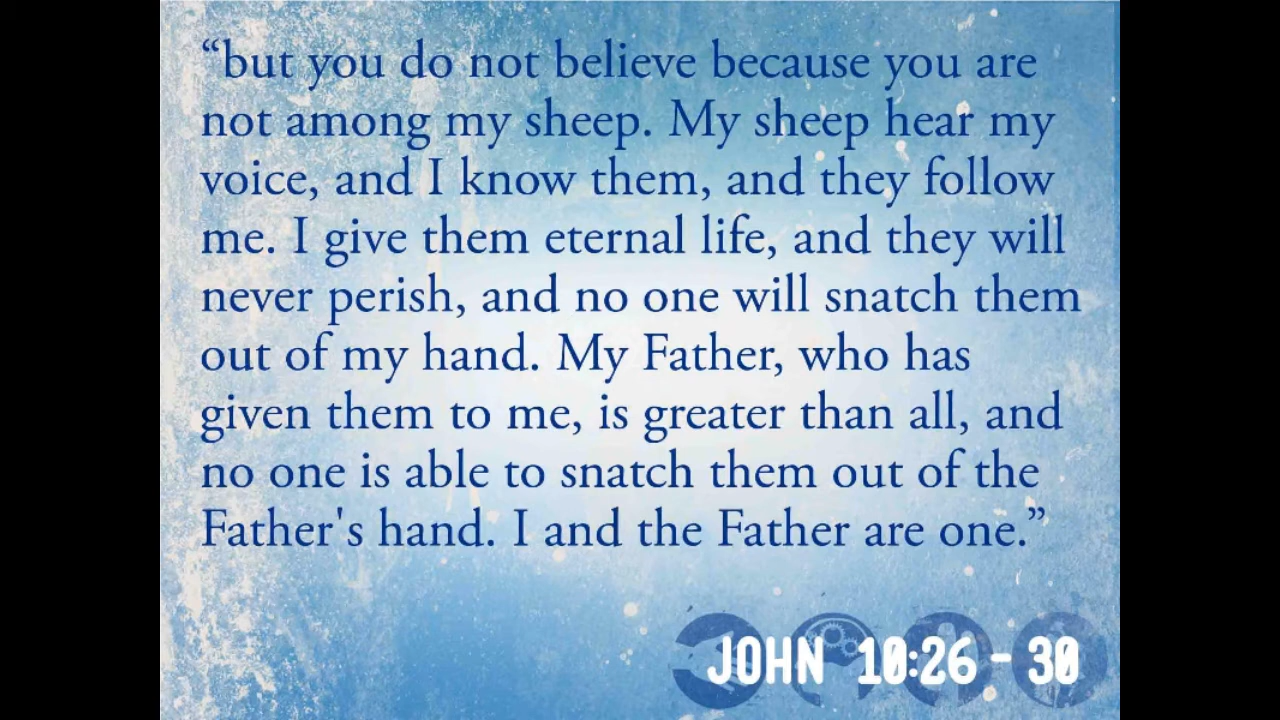 “but you do not believe because you are
not among my sheep. My sheep hear my
voice, and I know them, and they follow
me. I give them eternal life, and they will
never perish, and no one will snatch them
out of my hand. My Father, who has
given them to me, is greater than all, and
no one is able to snatch them out of the
Father's hand. I and the Father are one.”
JOHN 10:26 - 30